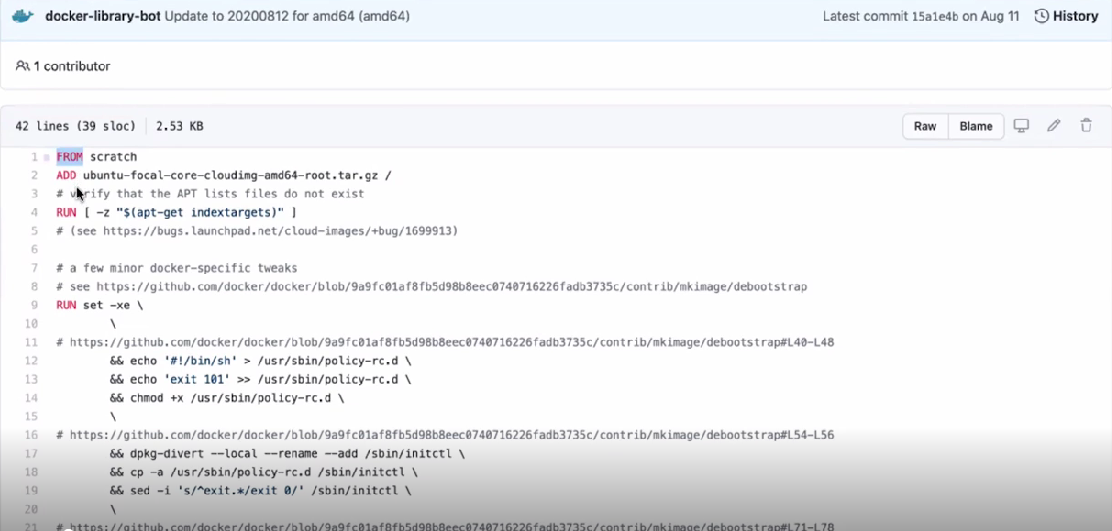 docker-library-bot Update to 20200812 for amd64 (amd64)
Latest commit 15a1e4b on Aug 11 History
1 contributor
42 lines (39 sloc) 2.53 KB
Raw Blame
1 FROM scratch
2 ADD ubuntu-focal-core-cloudimg-amd64-root.tar.gz /
3 # verify that the APT lists files do not exist
4 RUN [ -z "$(apt-get indextargets)" ]
5 # (see https://bugs.launchpad.net/cloud-images/+bug/1699913)
6
7 # a few minor docker-specific tweaks
8 # see https://github.com/docker/docker/blob/9a9fc01af8fb5d98b8eec0740716226fadb3735c/contrib/mkimage/debootstrap
9 RUN set -xe \
10 \
11 # https://github.com/docker/docker/blob/9a9fc01af8fb5d98b8eec0740716226fadb3735c/contrib/mkimage/debootstrap#L40-L48
12 && echo '#!/bin/sh' > /usr/sbin/policy-rc.d \
13 && echo 'exit 101' >> /usr/sbin/policy-rc.d \
14 && chmod +x /usr/sbin/policy-rc.d \
15 \
16 # https://github.com/docker/docker/blob/9a9fc01af8fb5d98b8eec0740716226fadb3735c/contrib/mkimage/debootstrap#L54-L56
17 && dpkg-divert --local --rename --add /sbin/initctl \
18 && cp -a /usr/sbin/policy-rc.d /sbin/initctl \
19 && sed -i 's/^exit.*/exit 0/' /sbin/initctl \
20 \
21 # https://github.com/docker/docker/blob/9a9fc01af8fb5d98b8eec0740716226fadb3735c/contrib/mkimage/debootstrap#L71-L78